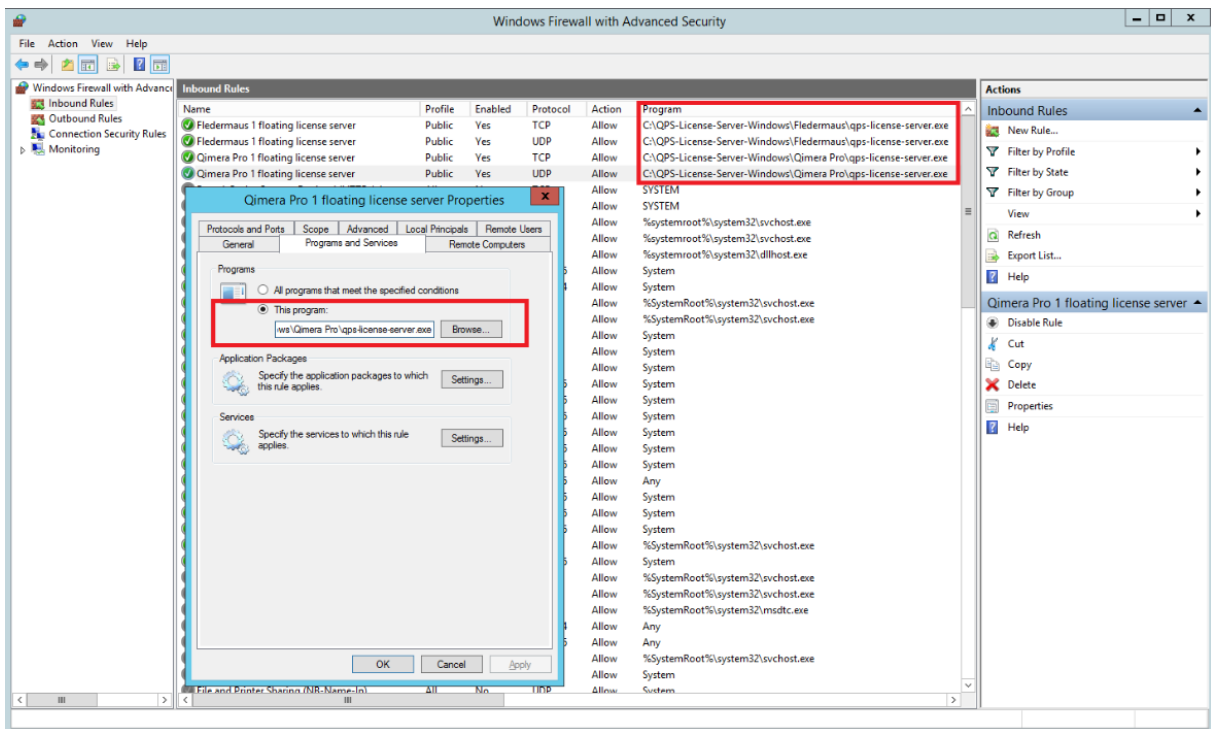 Windows Firewall with Advanced Security
File Action View Help
Windows Firewall with Advance
Inbound Rules
Outbound Rules
Connection Security Rules
Monitoring
Inbound Rules
Name Profile Enabled Protocol Action Program
Fledermaus 1 floating license server Public Yes TCP Allow C:\QPS-License-Server-Windows\Fledermaus\qps-license-server.exe
Fledermaus 1 floating license server Public Yes UDP Allow C:\QPS-License-Server-Windows\Fledermaus\qps-license-server.exe
Qimera Pro 1 floating license server Public Yes TCP Allow C:\QPS-License-Server-Windows\Qimera Pro\qps-license-server.exe
Qimera Pro 1 floating license server Public Yes UDP Allow C:\QPS-License-Server-Windows\Qimera Pro\qps-license-server.exe
Allow SYSTEM
Allow SYSTEM
Allow %systemroot%\system32\svchost.exe
Allow %systemroot%\system32\svchost.exe
Allow %systemroot%\system32\dllhost.exe
Allow System
Allow System
Allow %SystemRoot%\system32\svchost.exe
Allow %SystemRoot%\system32\svchost.exe
Allow System
Allow System
Allow System
Allow System
Allow System
Allow System
Allow System
Allow System
Allow Any
Allow System
Allow System
Allow System
Allow %SystemRoot%\system32\svchost.exe
Allow System
Allow %SystemRoot%\system32\svchost.exe
Allow %SystemRoot%\system32\svchost.exe
Allow %SystemRoot%\system32\msdtc.exe
Allow Any
Allow Any
Allow %SystemRoot%\system32\svchost.exe
Allow System
File and Printer Sharing (NB-Name-In) All No UDP Allow System
Qimera Pro 1 floating license server Properties
Protocols and Ports Scope Advanced Local Principals Remote Users
General Programs and Services Remote Computers
Programs
All programs that meet the specified conditions
This program:
ws\Qimera Pro\qps-license-server.exe Browse...
Application Packages
Specify the application packages to which
this rule applies.
Settings...
Services
Specify the services to which this rule
applies.
Settings...
OK Cancel Apply
Actions
Inbound Rules
New Rule...
Filter by Profile
Filter by State
Filter by Group
View
Refresh
Export List...
Help
Qimera Pro 1 floating license server
Disable Rule
Cut
Copy
Delete
Properties
Help